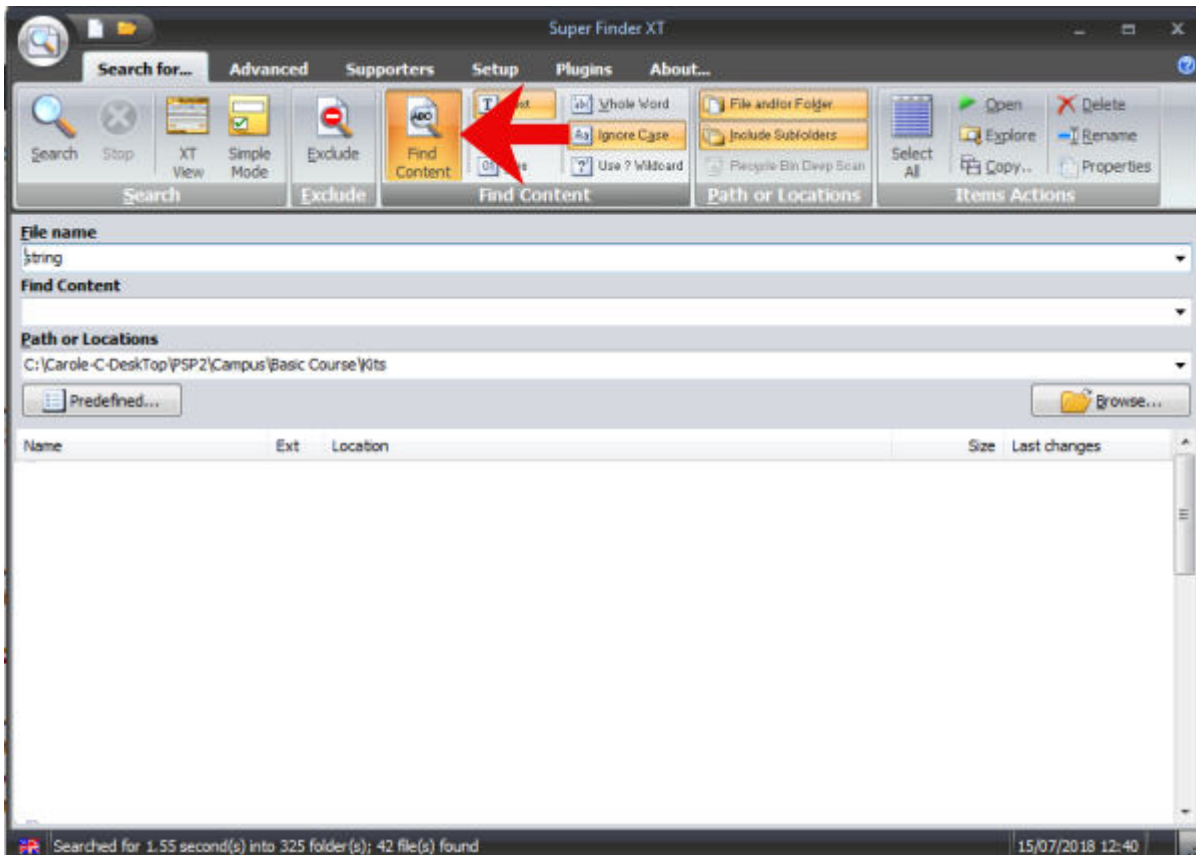 Super Finder XT
Search for... Advanced Supporters Setup Plugins About...
Search Stop XT View Simple Mode
Search
Exclude
Exclude
Find Content
Whole Word
Ignore Case
Use ? Wildcard
Find Content
File and/or Folder
Include Subfolders
Recycle Bin Deep Scan
Path or Locations
Select All
Open
Explore
Copy...
Delete
Rename
Properties
Items Actions
File name
string
Find Content
Path or Locations
C:\Carole-C-DeskTop\PSP2\Campus\Basic Course\Kits
Predefined... Browse...
Name Ext Location Size Last changes
Searched for 1.55 second(s) into 325 folder(s); 42 file(s) found 15/07/2018 12:40